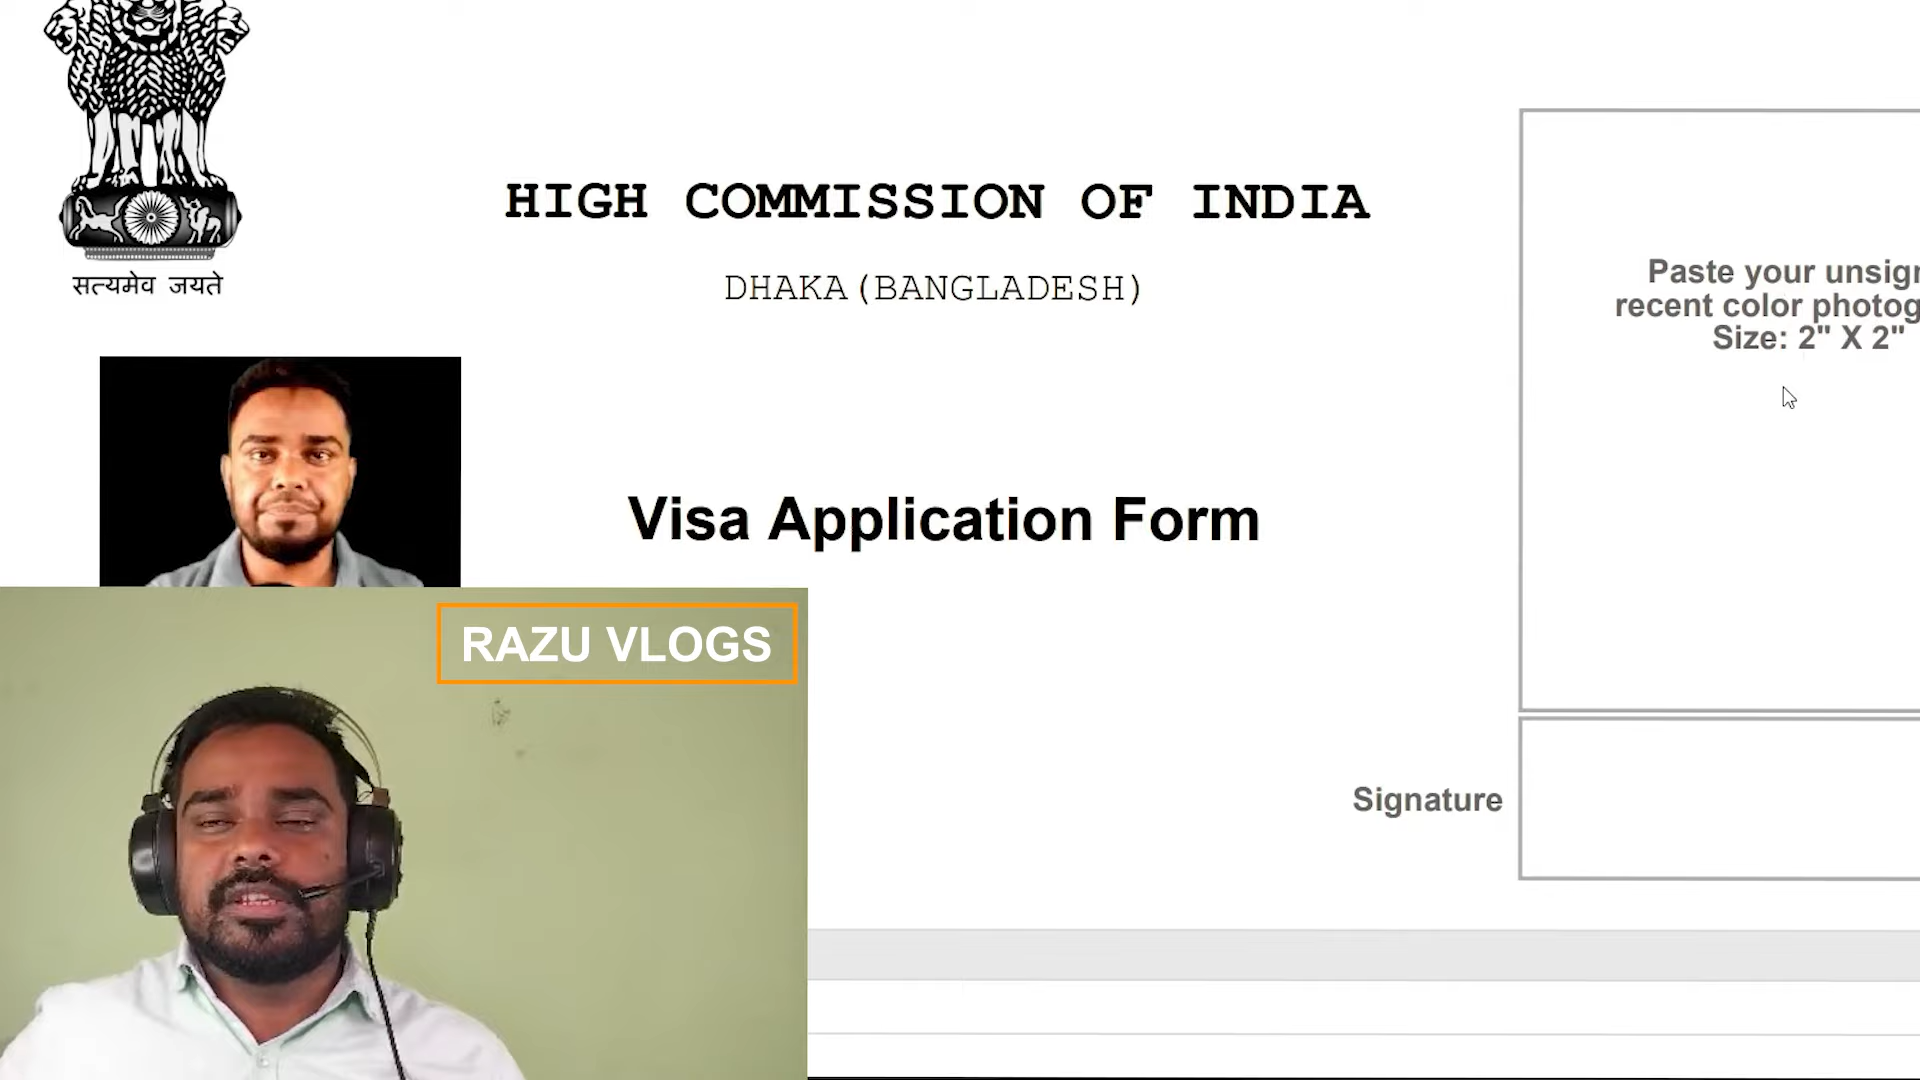 सत्यमेव जयते
HIGH COMMISSION OF INDIA
DHAKA(BANGLADESH)
Paste your unsign
recent color photog
Size: 2" X 2"
Visa Application Form
RAZU VLOGS
Signature